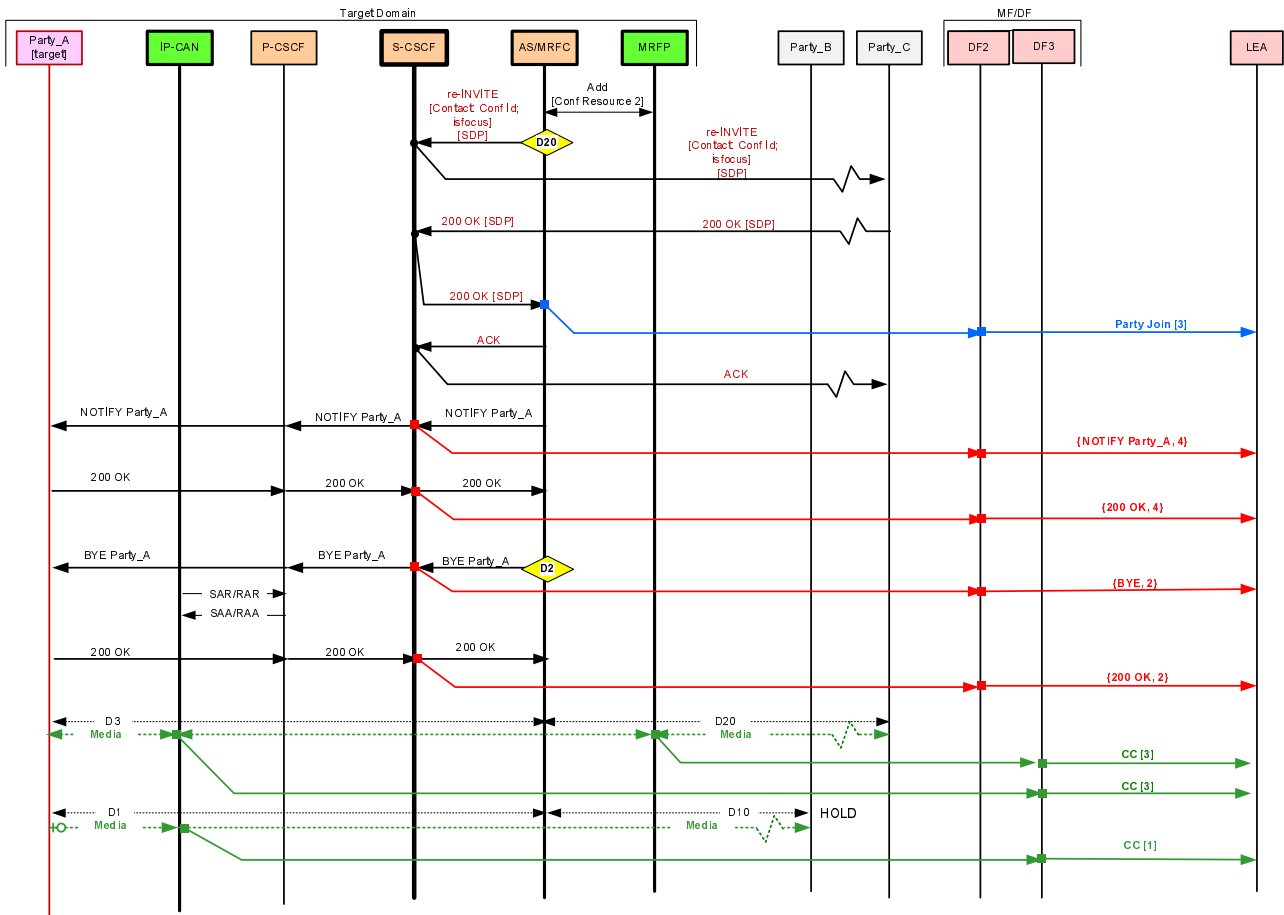 Target Domain
MF/DF
Party_A
[target]
IP-CAN
P-CSCF
S-CSCF
AS/MRFC
MRFP
Party_B
Party_C
DF2
DF3
LEA
re-INVITE
[Contact: Conf Id;
isfocus]
[SDP]
Add
[Conf Resource 2]
D20
re-INVITE
[Contact: Conf Id;
isfocus]
[SDP]
200 OK [SDP]
200 OK [SDP]
200 OK [SDP]
Party Join [3]
ACK
ACK
NOTIFY Party_A
NOTIFY Party_A
NOTIFY Party_A
{NOTIFY Party_A, 4}
200 OK
200 OK
200 OK
{200 OK, 4}
BYE Party_A
BYE Party_A
BYE Party_A
D2
{BYE, 2}
SAR/RAR
SAA/RAA
200 OK
200 OK
200 OK
{200 OK, 2}
D3
D20
Media
Media
CC [3]
CC [3]
D1
D10
HOLD
Media
Media
CC [1]